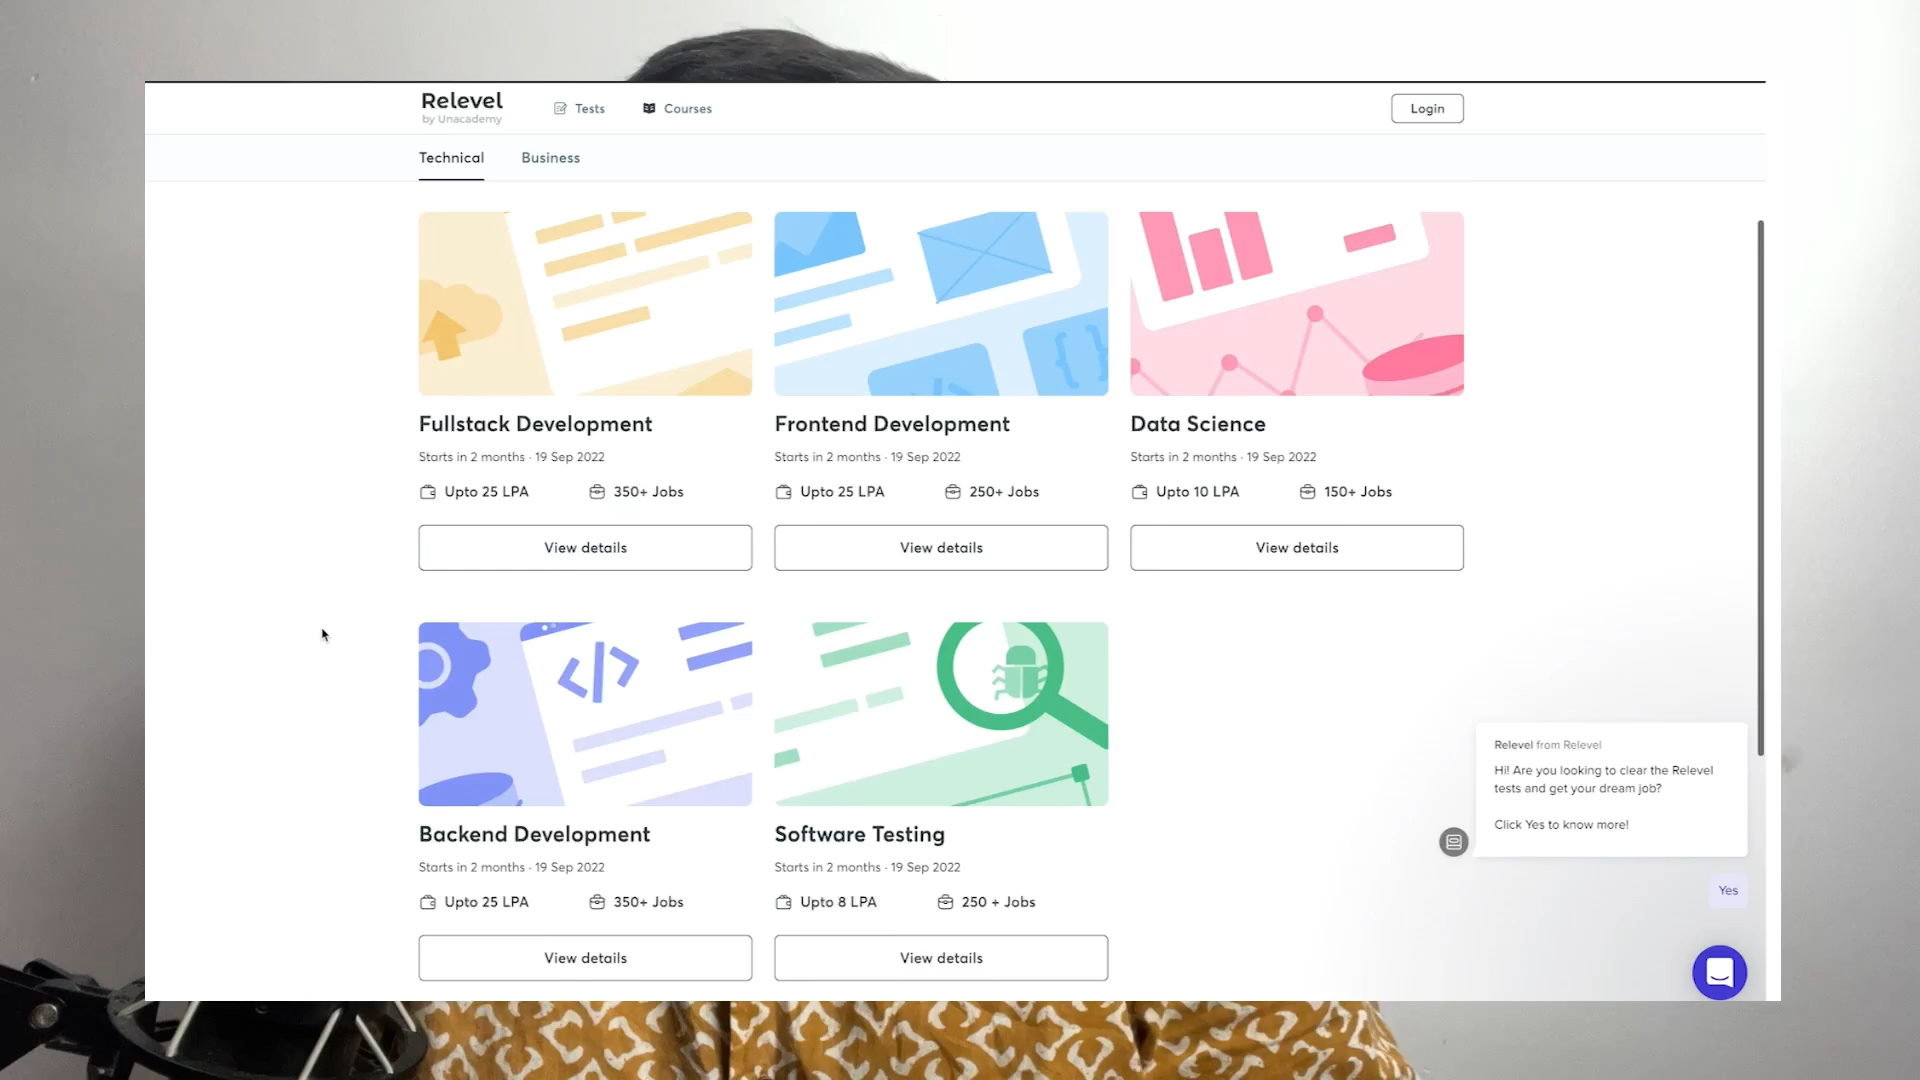 Relevel
by Unacademy
Tests
Courses
Login
Technical
Business
Fullstack Development
Starts in 2 months · 19 Sep 2022
Upto 25 LPA
350+ Jobs
View details
Frontend Development
Starts in 2 months · 19 Sep 2022
Upto 25 LPA
250+ Jobs
View details
Data Science
Starts in 2 months · 19 Sep 2022
Upto 10 LPA
150+ Jobs
View details
Backend Development
Starts in 2 months · 19 Sep 2022
Upto 25 LPA
350+ Jobs
View details
Software Testing
Starts in 2 months · 19 Sep 2022
Upto 8 LPA
250 + Jobs
View details
Relevel from Relevel
Hi! Are you looking to clear the Relevel
tests and get your dream job?
Click Yes to know more!
Yes